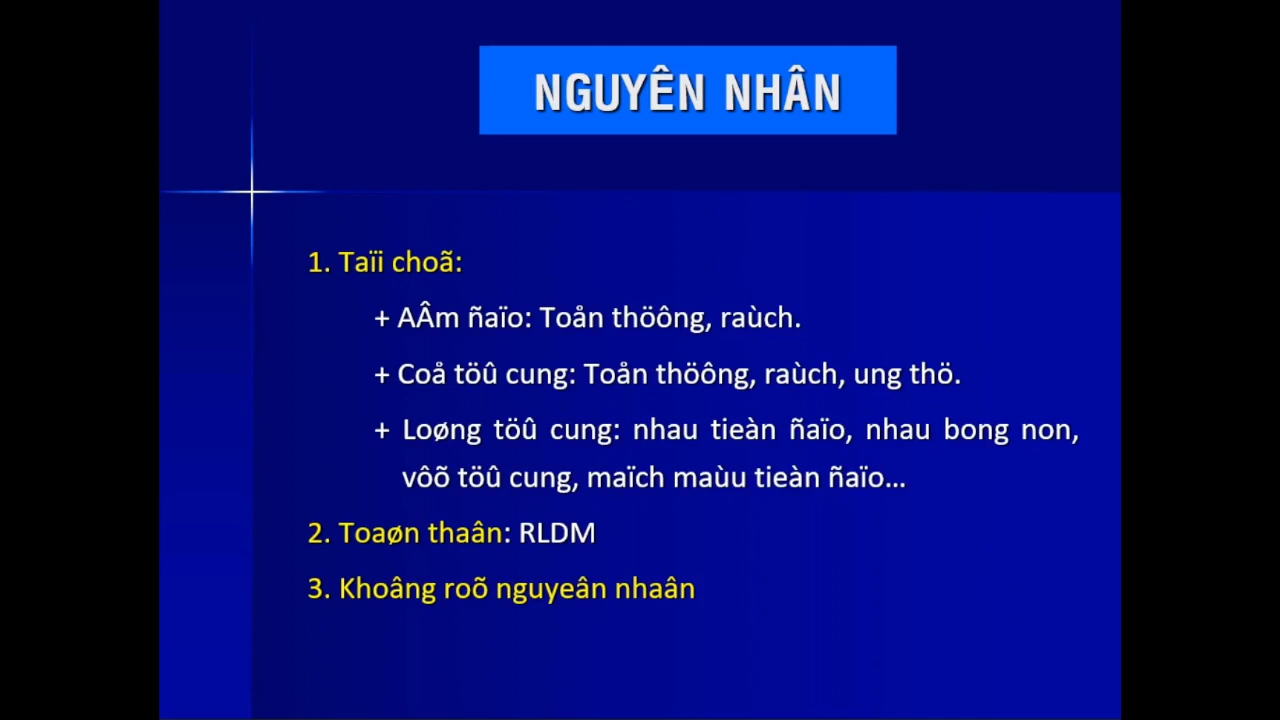 NGUYÊN NHÂN
1. Taïi choã:
+ AÂm ñaïo: Toån thöông, raùch.
+ Coå töû cung: Toån thöông, raùch, ung thö.
+ Loøng töû cung: nhau tieàn ñaïo, nhau bong non,
vôõ töû cung, maïch maùu tieàn ñaïo…
2. Toaøn thaân: RLDM
3. Khoâng roõ nguyeân nhaân